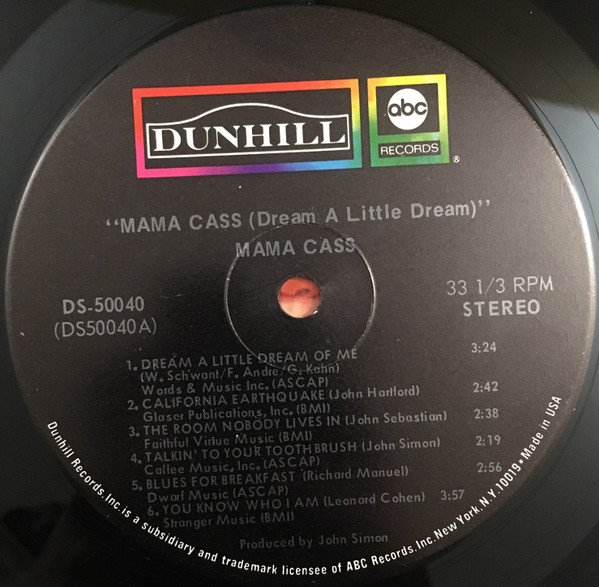 DUNHILL
abc
RECORDS
®
"MAMA CASS (Dream A Little Dream)"
MAMA CASS
DS-50040
(DS50040A)
33 1/3 RPM
STEREO
1. DREAM A LITTLE DREAM OF ME 3:24
(W. Schwant/F. Andre/G. Kahn)
Words & Music Inc. (ASCAP)
2. CALIFORNIA EARTHQUAKE (John Hartford) 2:42
Glaser Publications, Inc. (BMI)
3. THE ROOM NOBODY LIVES IN (John Sebastian) 2:38
Faithful Virtue Music (BMI)
4. TALKIN' TO YOUR TOOTHBRUSH (John Simon) 2:19
Callee Music, Inc. (ASCAP)
5. BLUES FOR BREAKFAST (Richard Manuel) 2:56
Dwarf Music (ASCAP)
6. YOU KNOW WHO I AM (Leonard Cohen) 3:57
Stranger Music (BMI)
Produced by John Simon
Dunhill Records, Inc. is a subsidiary and trademark licensee of ABC Records, Inc. New York, N.Y. 10019 • Made in USA